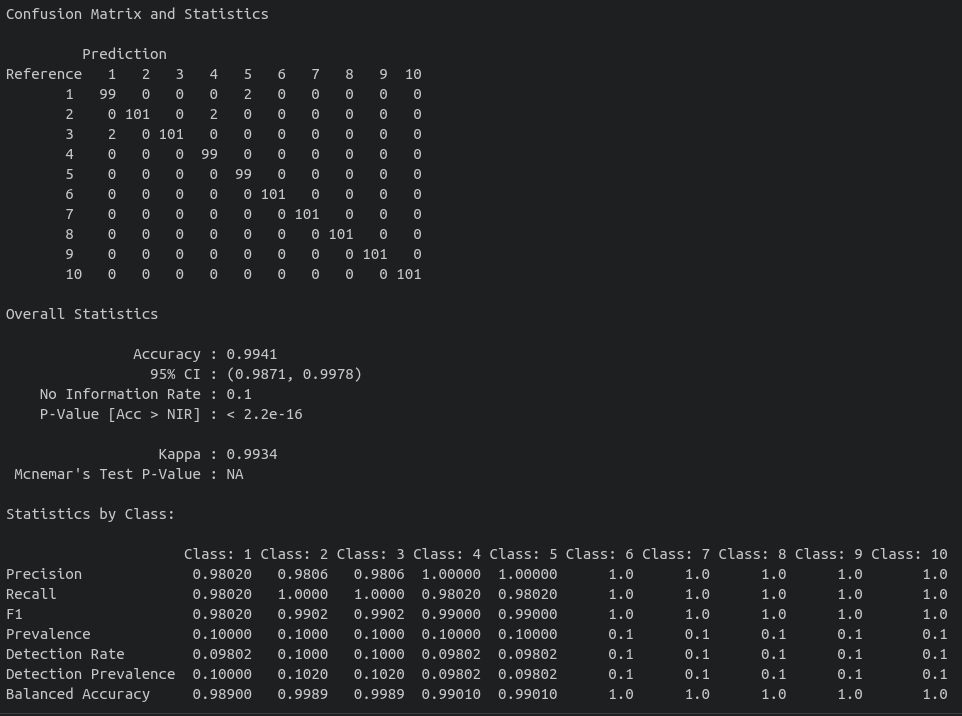 Confusion Matrix and Statistics
Prediction
Reference 1 2 3 4 5 6 7 8 9 10
1 99 0 0 0 2 0 0 0 0 0
2 0 101 0 2 0 0 0 0 0 0
3 2 0 101 0 0 0 0 0 0 0
4 0 0 0 99 0 0 0 0 0 0
5 0 0 0 0 99 0 0 0 0 0
6 0 0 0 0 0 101 0 0 0 0
7 0 0 0 0 0 0 101 0 0 0
8 0 0 0 0 0 0 0 101 0 0
9 0 0 0 0 0 0 0 0 101 0
10 0 0 0 0 0 0 0 0 0 101
Overall Statistics
Accuracy : 0.9941
95% CI : (0.9871, 0.9978)
No Information Rate : 0.1
P-Value [Acc > NIR] : < 2.2e-16
Kappa : 0.9934
Mcnemar's Test P-Value : NA
Statistics by Class:
Class: 1 Class: 2 Class: 3 Class: 4 Class: 5 Class: 6 Class: 7 Class: 8 Class: 9 Class: 10
Precision 0.98020 0.9806 0.9806 1.00000 1.00000 1.0 1.0 1.0 1.0 1.0
Recall 0.98020 1.0000 1.0000 0.98020 0.98020 1.0 1.0 1.0 1.0 1.0
F1 0.98020 0.9902 0.9902 0.99000 0.99000 1.0 1.0 1.0 1.0 1.0
Prevalence 0.10000 0.1000 0.1000 0.10000 0.10000 0.1 0.1 0.1 0.1 0.1
Detection Rate 0.09802 0.1000 0.1000 0.09802 0.09802 0.1 0.1 0.1 0.1 0.1
Detection Prevalence 0.10000 0.1020 0.1020 0.09802 0.09802 0.1 0.1 0.1 0.1 0.1
Balanced Accuracy 0.98900 0.9989 0.9989 0.99010 0.99010 1.0 1.0 1.0 1.0 1.0